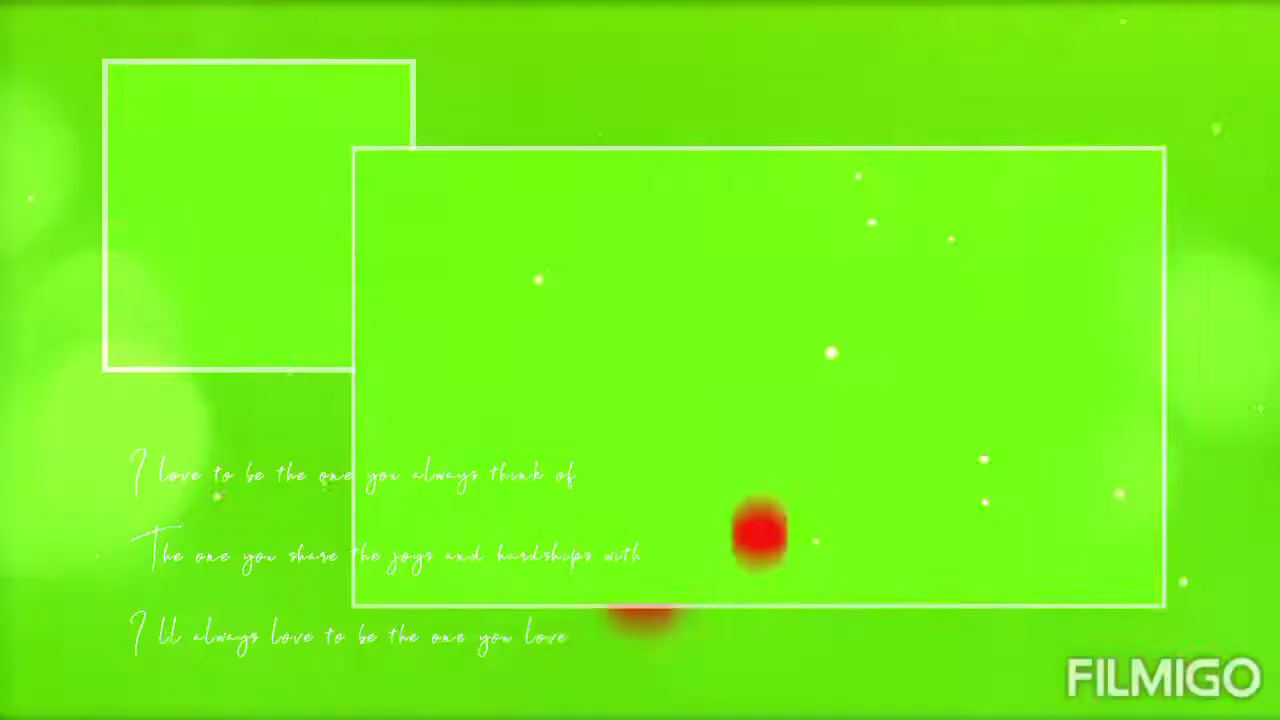 I love to be the one you always think of
The one you share the joys and hardships with
I ll always love to be the one you love
FILMIGO